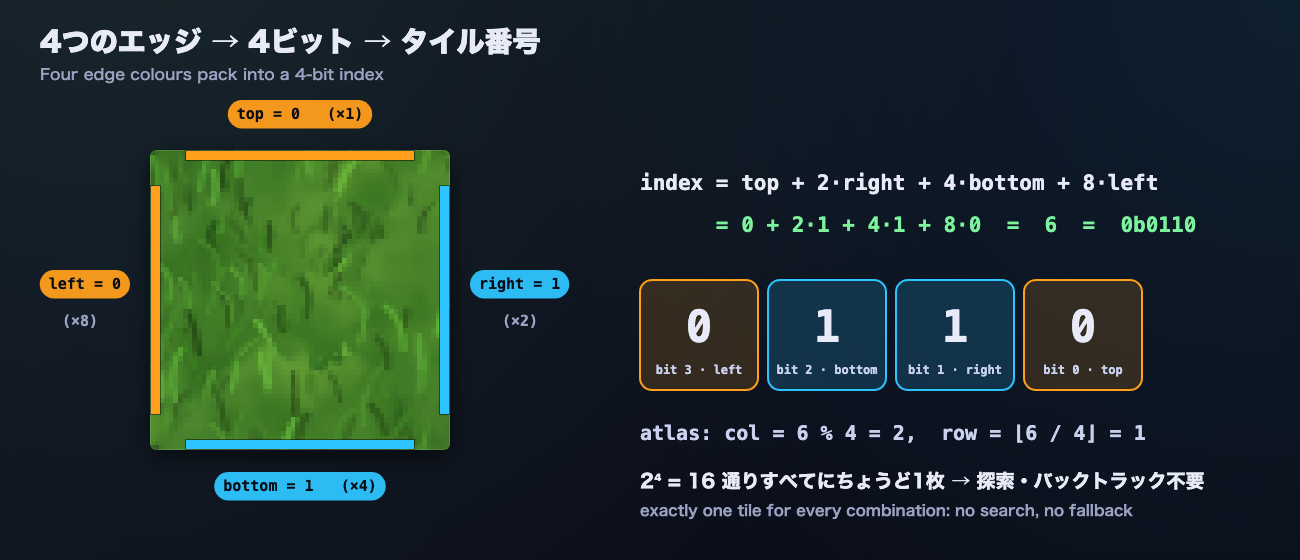 4つのエッジ → 4ビット → タイル番号
Four edge colours pack into a 4-bit index
top = 0 (×1)
left = 0
(×8)
right = 1
(×2)
bottom = 1 (×4)
index = top + 2·right + 4·bottom + 8·left
= 0 + 2·1 + 4·1 + 8·0 = 6 = 0b0110
0
bit 3 · left
1
bit 2 · bottom
1
bit 1 · right
0
bit 0 · top
atlas: col = 6 % 4 = 2, row = ⌊6 / 4⌋ = 1
2⁴ = 16 通りすべてにちょうど1枚 → 探索・バックトラック不要
exactly one tile for every combination: no search, no fallback